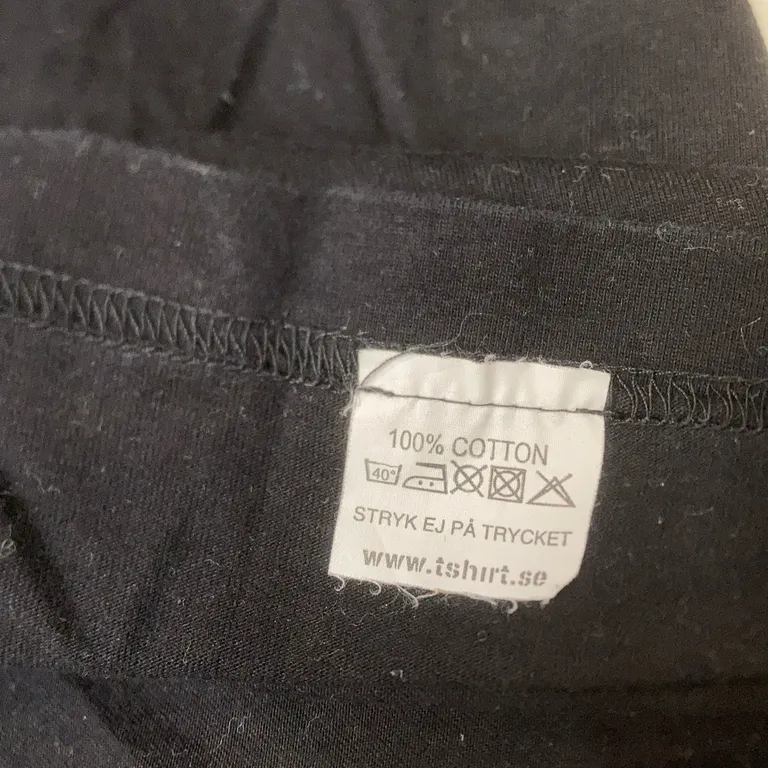 100% COTTON
40°
STRYK EJ PÅ TRYCKET
www.tshirt.se